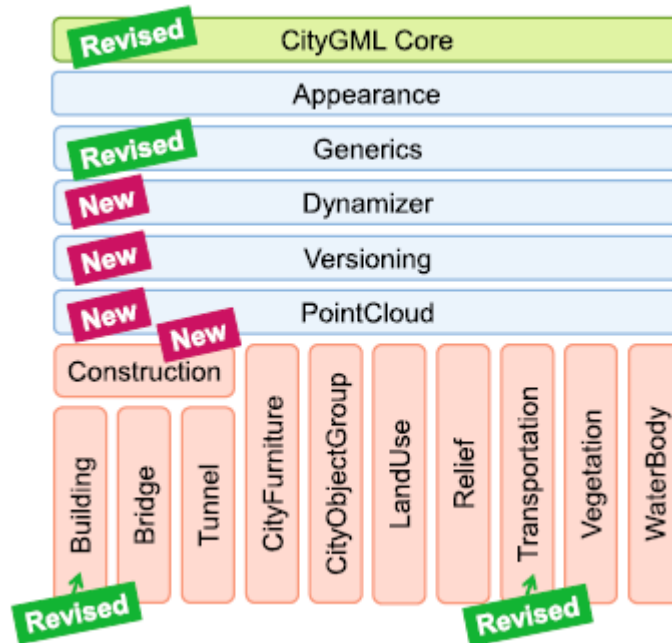 Revised
CityGML Core
Appearance
Revised
Generics
New
Dynamizer
New
Versioning
New
PointCloud
New
Construction
Building
Bridge
Tunnel
CityFurniture
CityObjectGroup
LandUse
Relief
Transportation
Vegetation
WaterBody
Revised
Revised